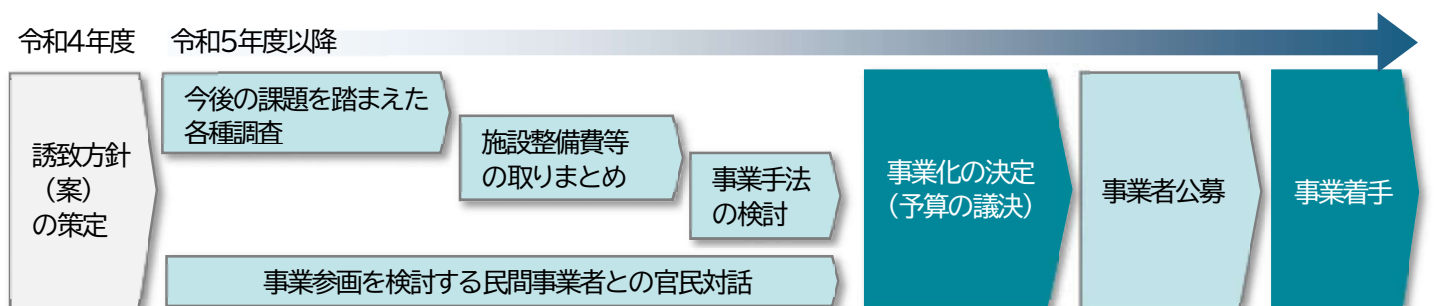 令和4年度
令和5年度以降
誘致方針
（案）
の策定
今後の課題を踏まえた
各種調査
施設整備費等
の取りまとめ
事業手法
の検討
事業参画を検討する民間事業者との官民対話
事業化の決定
（予算の議決）
事業者公募
事業着手